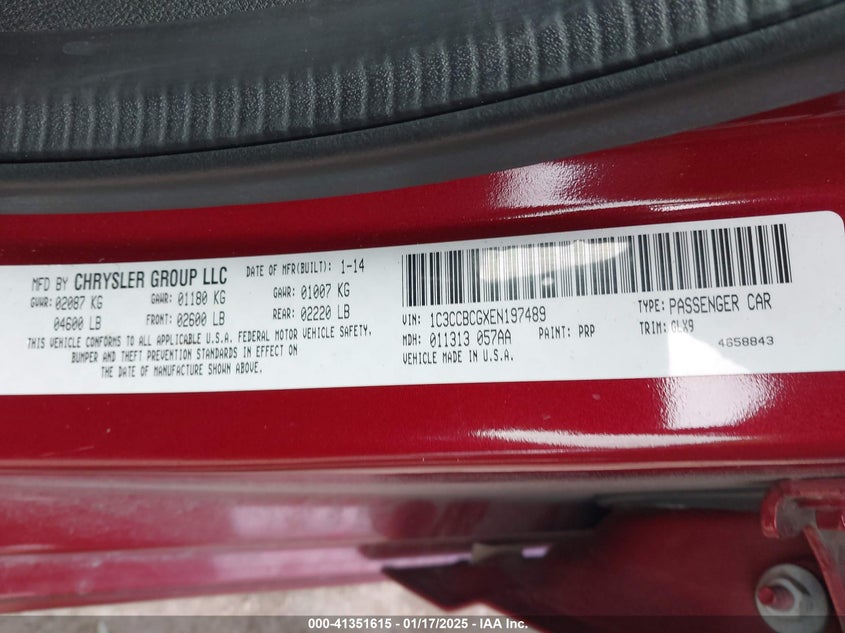 MFD BY CHRYSLER GROUP LLC DATE OF MFR(BUILT): 1-14
GVWR: 02087 KG GAWR: 01180 KG GAWR: 01007 KG
04600 LB FRONT: 02600 LB REAR: 02220 LB
THIS VEHICLE CONFORMS TO ALL APPLICABLE U.S.A. FEDERAL MOTOR VEHICLE SAFETY,
BUMPER AND THEFT PREVENTION STANDARDS IN EFFECT ON
THE DATE OF MANUFACTURE SHOWN ABOVE.
VIN: 1C3CCBCGXEN197489 TYPE: PASSENGER CAR
MDH: 011313 057AA PAINT: PRP TRIM: GLX9
VEHICLE MADE IN U.S.A. 4658843
000-41351615 - 01/17/2025 - IAA Inc.